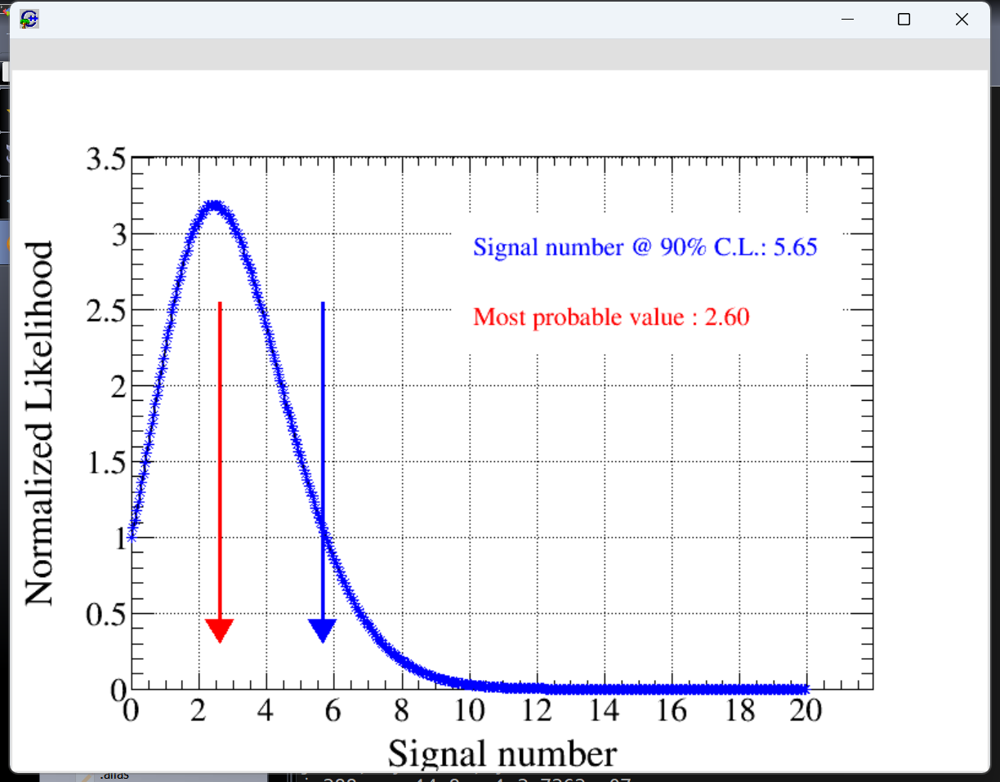 3.5
3
2.5
2
1.5
1
0.5
0
Normalized Likelihood
Signal number @ 90% C.L.: 5.65
Most probable value : 2.60
0 2 4 6 8 10 12 14 16 18 20
Signal number
.alias